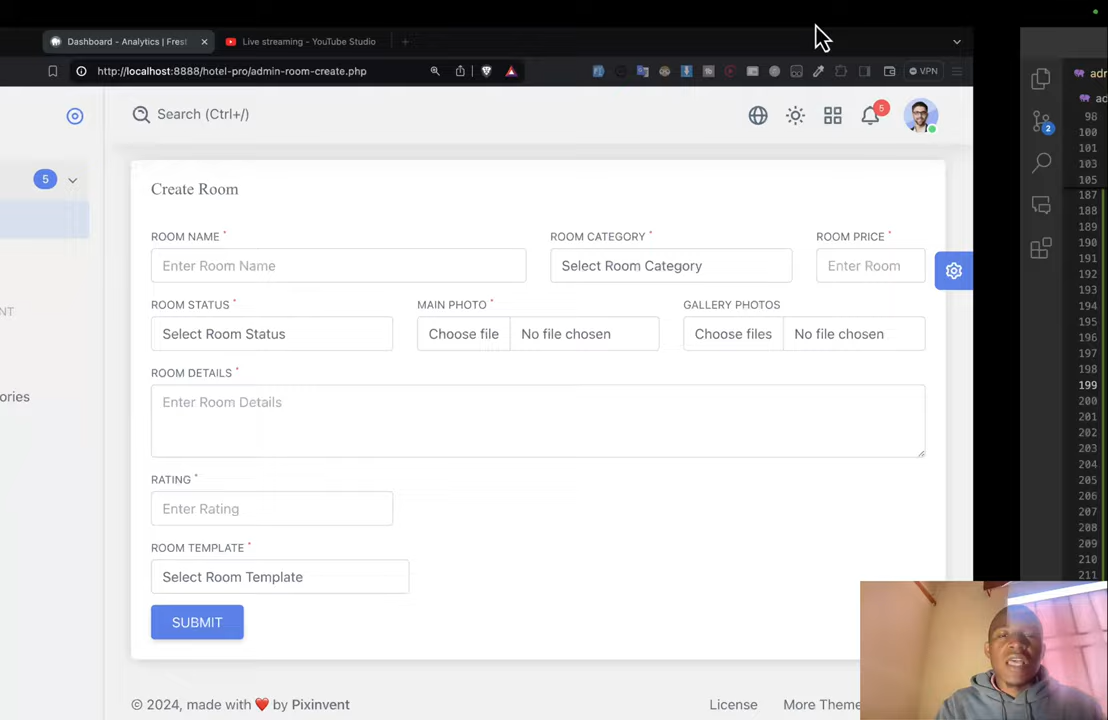 Dashboard - Analytics | Fres
Live streaming - YouTube Studio
http://localhost:8888/hotel-pro/admin-room-create.php
VPN
Search (Ctrl+/)
5
5
Create Room
ROOM NAME *
ROOM CATEGORY *
ROOM PRICE *
Enter Room Name
Select Room Category
Enter Room
ROOM STATUS *
MAIN PHOTO *
GALLERY PHOTOS
Select Room Status
Choose file
No file chosen
Choose files
No file chosen
ROOM DETAILS *
Enter Room Details
NT
ories
RATING *
Enter Rating
ROOM TEMPLATE *
Select Room Template
SUBMIT
© 2024, made with ❤️ by Pixinvent
License
More Theme
adr
ad
2
98
100
101
103
105
187
188
189
190
191
192
193
194
195
196
197
198
199
200
201
202
203
204
205
206
207
208
209
210
211